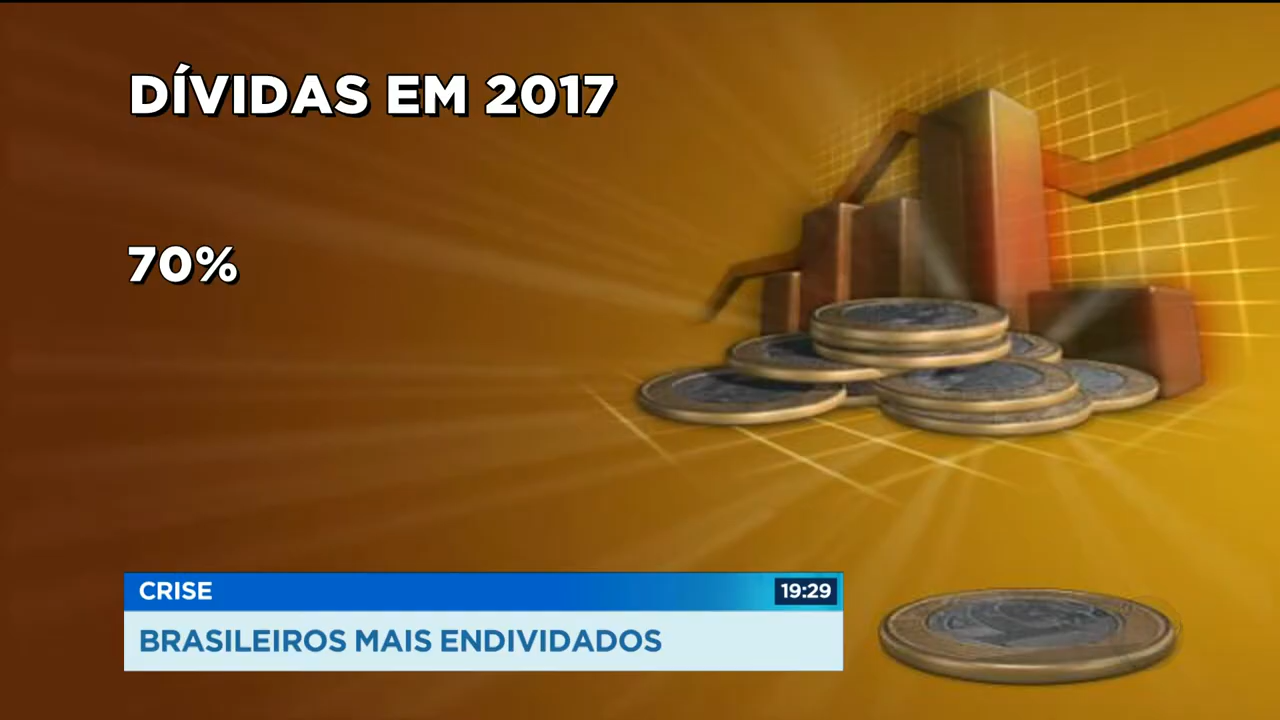 DÍVIDAS EM 2017
70%
CRISE
19:29
BRASILEIROS MAIS ENDIVIDADOS